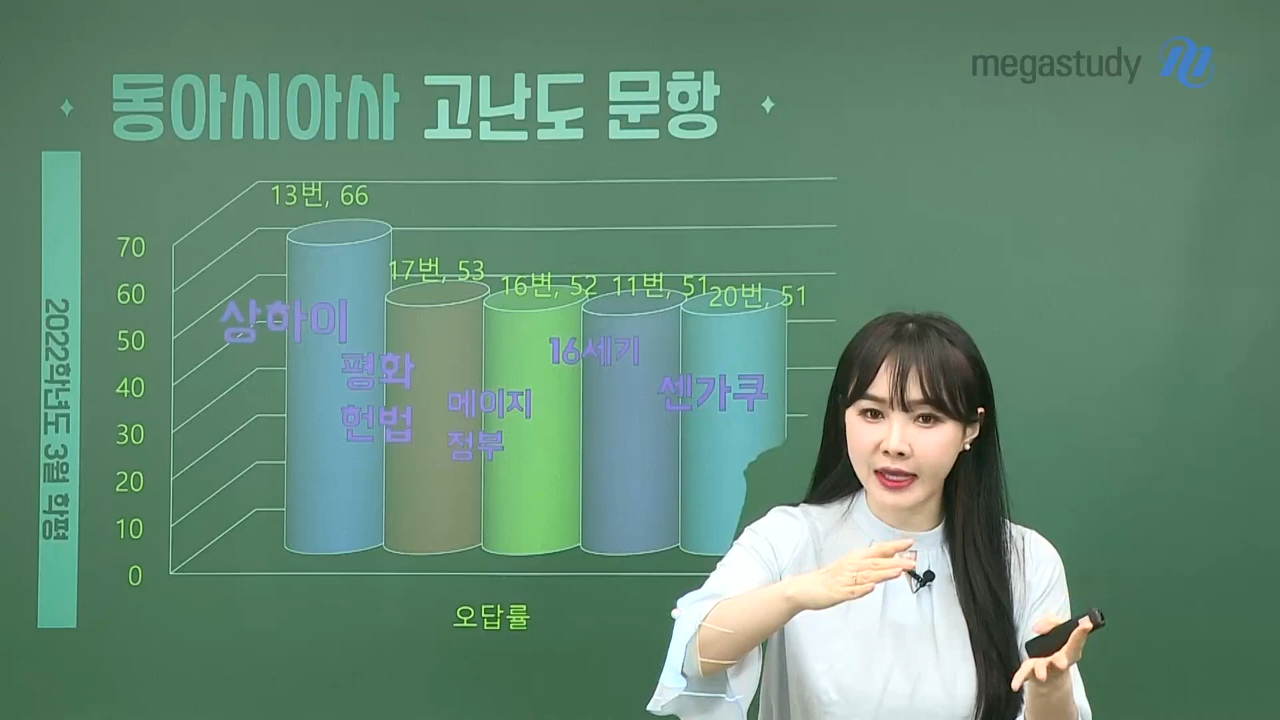 megastudy
동아시아사 고난도 문항
2022학년도 3월 학평
13번, 66
17번, 53
16번, 52
11번, 51
20번, 51
70
60
50
40
30
20
10
0
상하이
평화
헌법
메이지
정부
16세기
센가쿠
오답률